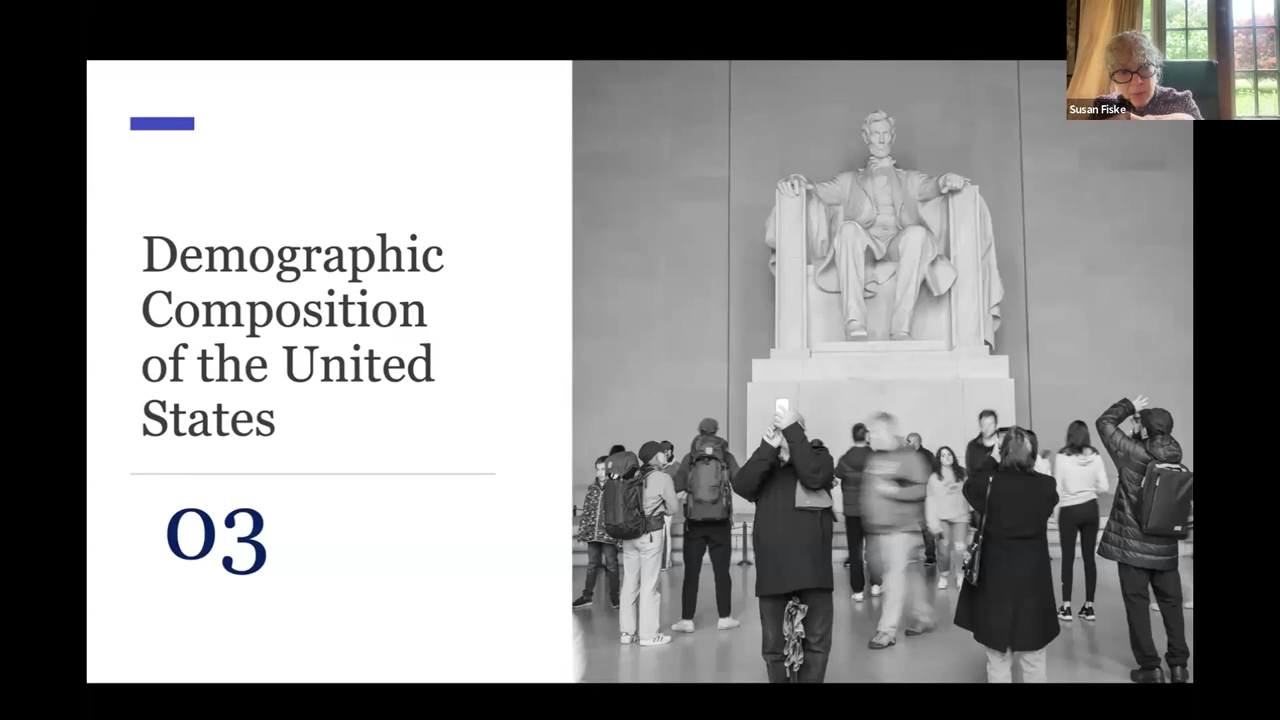 Susan Fiske
Demographic
Composition
of the United
States
03